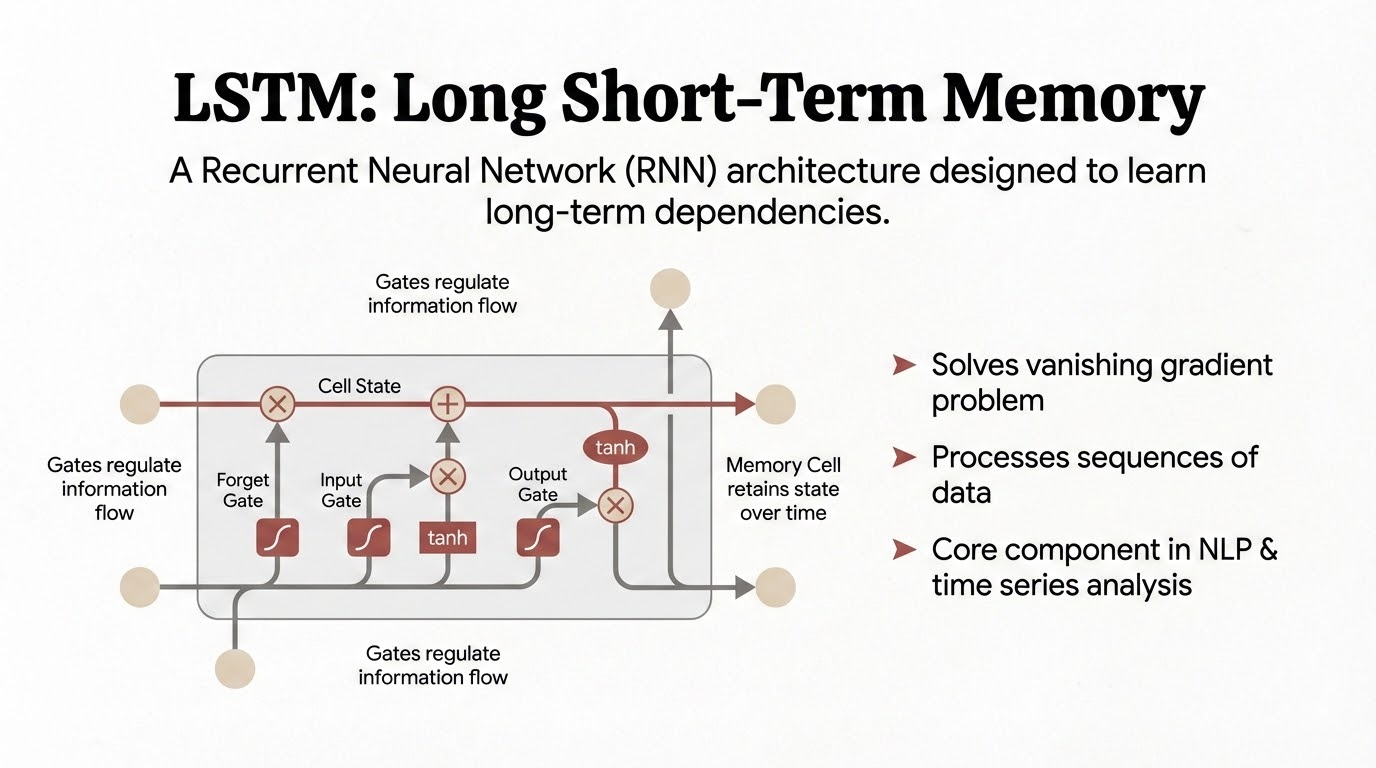 LSTM: Long Short-Term Memory
A Recurrent Neural Network (RNN) architecture designed to learn
long-term dependencies.
Gates regulate
information flow
Cell State
tanh
Gates regulate
information
flow
Forget
Gate
Input
Gate
Output
Gate
tanh
Memory Cell
retains state
over time
Gates regulate
information flow
Solves vanishing gradient
problem
Processes sequences of
data
Core component in NLP &
time series analysis